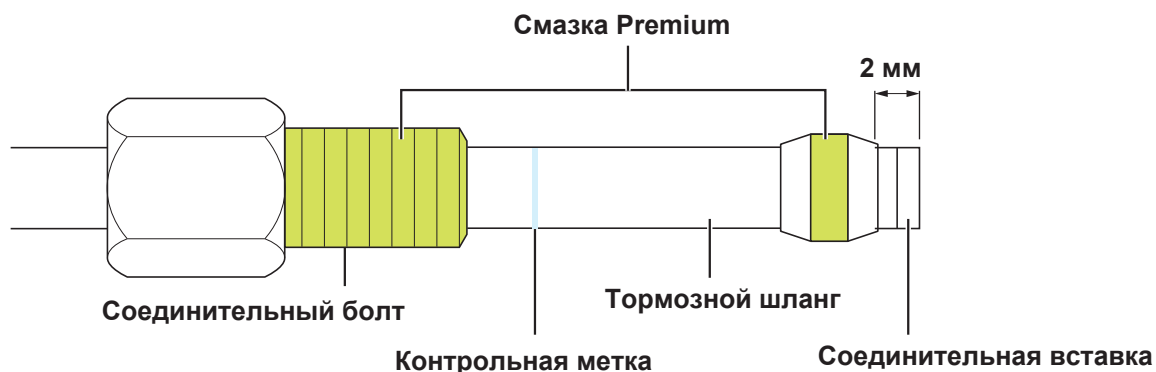 Смазка Premium
2 мм
Соединительный болт
Тормозной шланг
Контрольная метка
Соединительная вставка